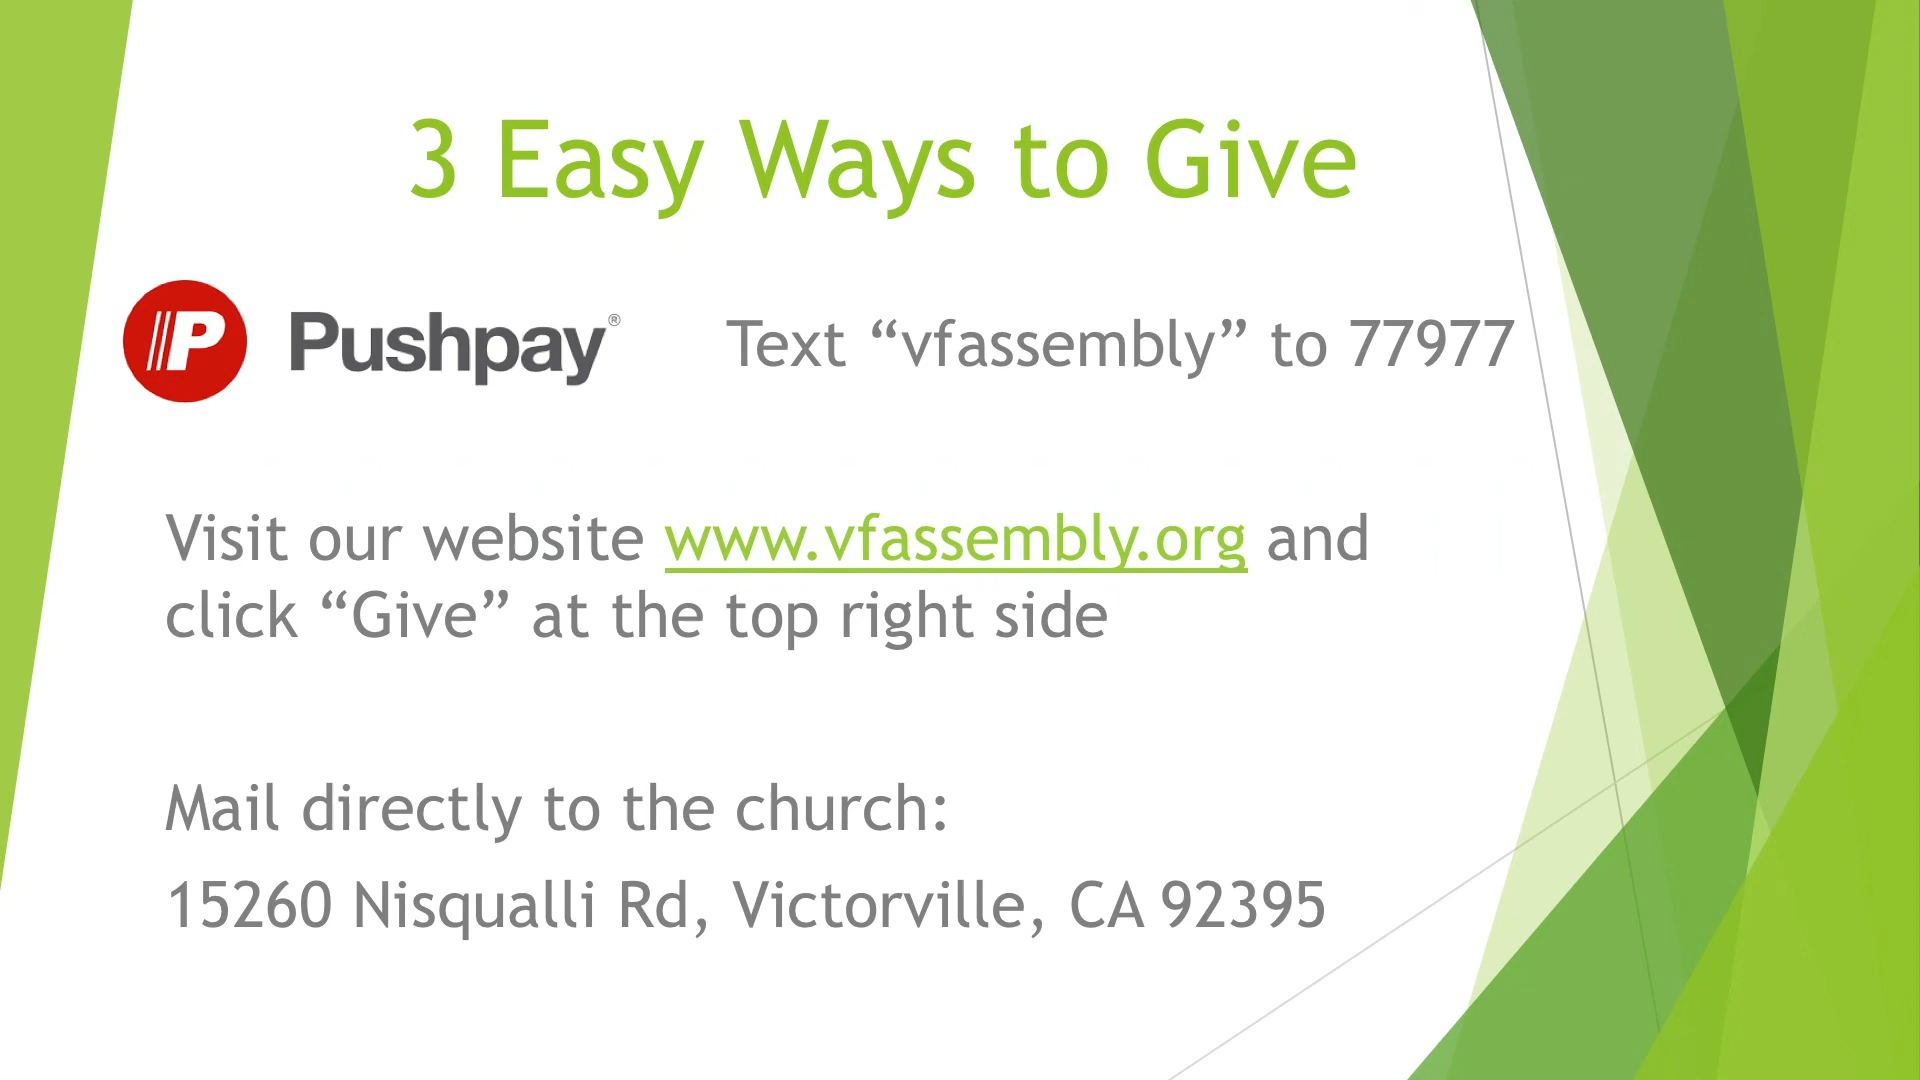 3 Easy Ways to Give
P Pushpay® Text “vfassembly” to 77977
Visit our website www.vfassembly.org and
click “Give” at the top right side
Mail directly to the church:
15260 Nisqualli Rd, Victorville, CA 92395